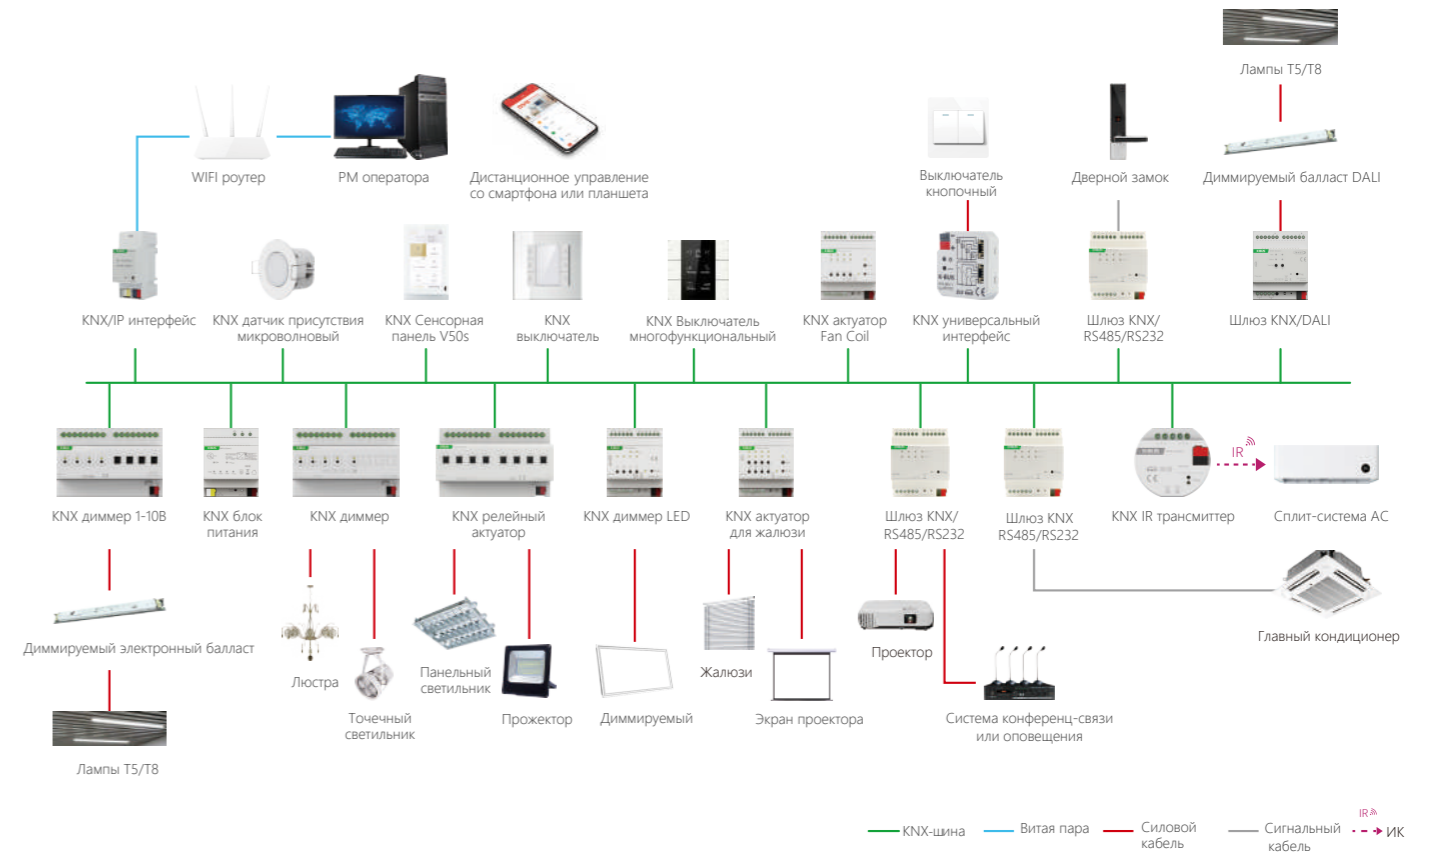 Лампы T5/T8
WIFI роутер
РМ оператора
Дистанционное управление
со смартфона или планшета
Выключатель
кнопочный
Дверной замок
Диммируемый балласт DALI
KNX/IP интерфейс
KNX датчик присутствия
микроволновый
KNX Сенсорная
панель V50s
KNX
выключатель
KNX Выключатель
многофункциональный
KNX актуатор
Fan Coil
KNX универсальный
интерфейс
Шлюз KNX/
RS485/RS232
Шлюз KNX/DALI
IR
KNX диммер 1-10В
KNX блок
питания
KNX диммер
KNX релейный
актуатор
KNX диммер LED
KNX актуатор
для жалюзи
Шлюз KNX/
RS485/RS232
Шлюз KNX
RS485/RS232
KNX IR трансмиттер
Сплит-система АС
Диммируемый электронный балласт
Люстра
Панельный
светильник
Жалюзи
Проектор
Главный кондиционер
Точечный
светильник
Прожектор
Диммируемый
Экран проектора
Система конференц-связи
или оповещения
Лампы T5/T8
KNX-шина
Витая пара
Силовой
кабель
Сигнальный
кабель
IR
ИК